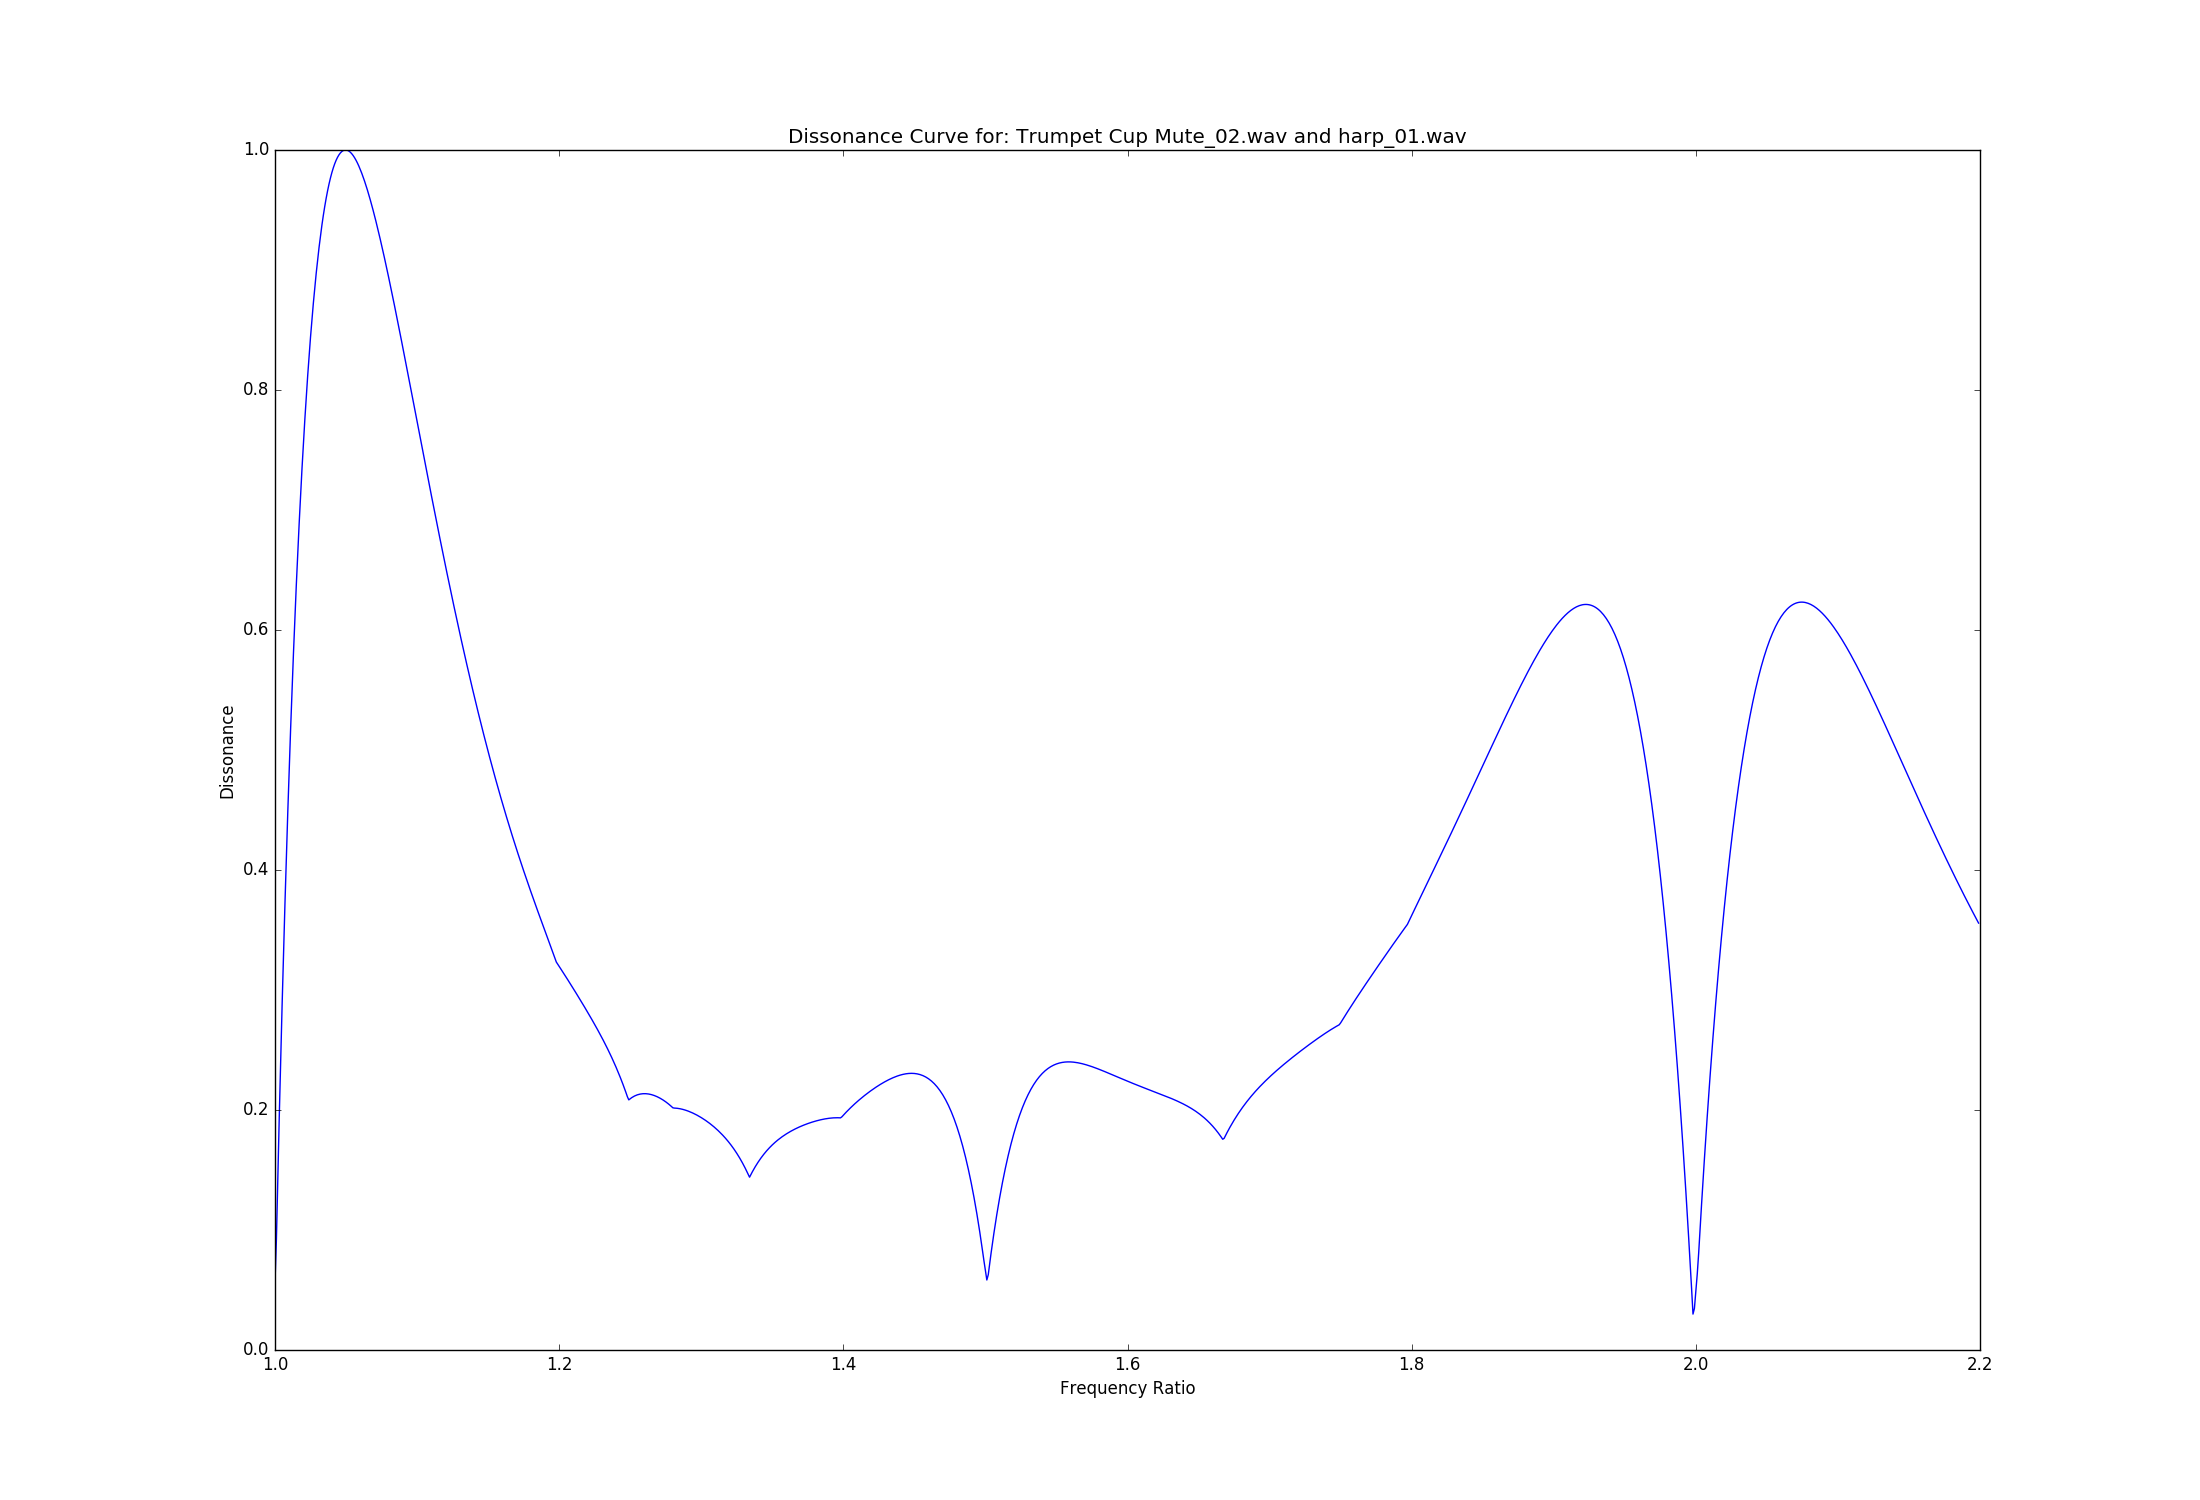 Dissonance Curve for: Trumpet Cup Mute_02.wav and harp_01.wav
1.0
0.8
0.6
0.4
0.2
0.0
Dissonance
1.0 1.2 1.4 1.6 1.8 2.0 2.2
Frequency Ratio